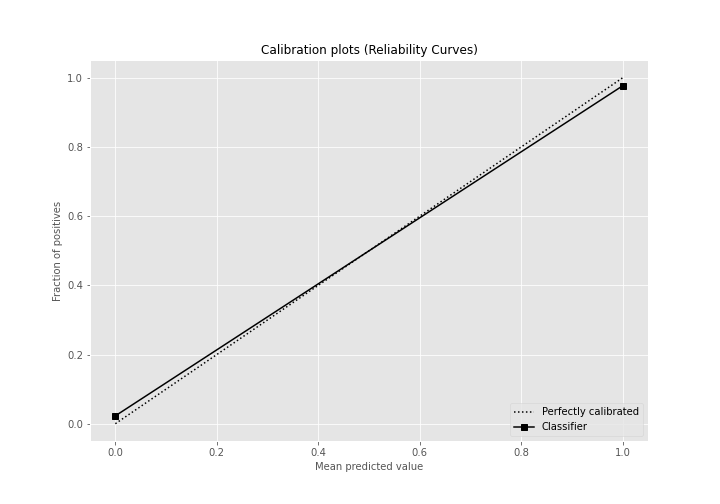 Calibration plots (Reliability Curves)
1.0
0.8
0.6
0.4
0.2
0.0
Fraction of positives
0.0 0.2 0.4 0.6 0.8 1.0
Mean predicted value
Perfectly calibrated
Classifier